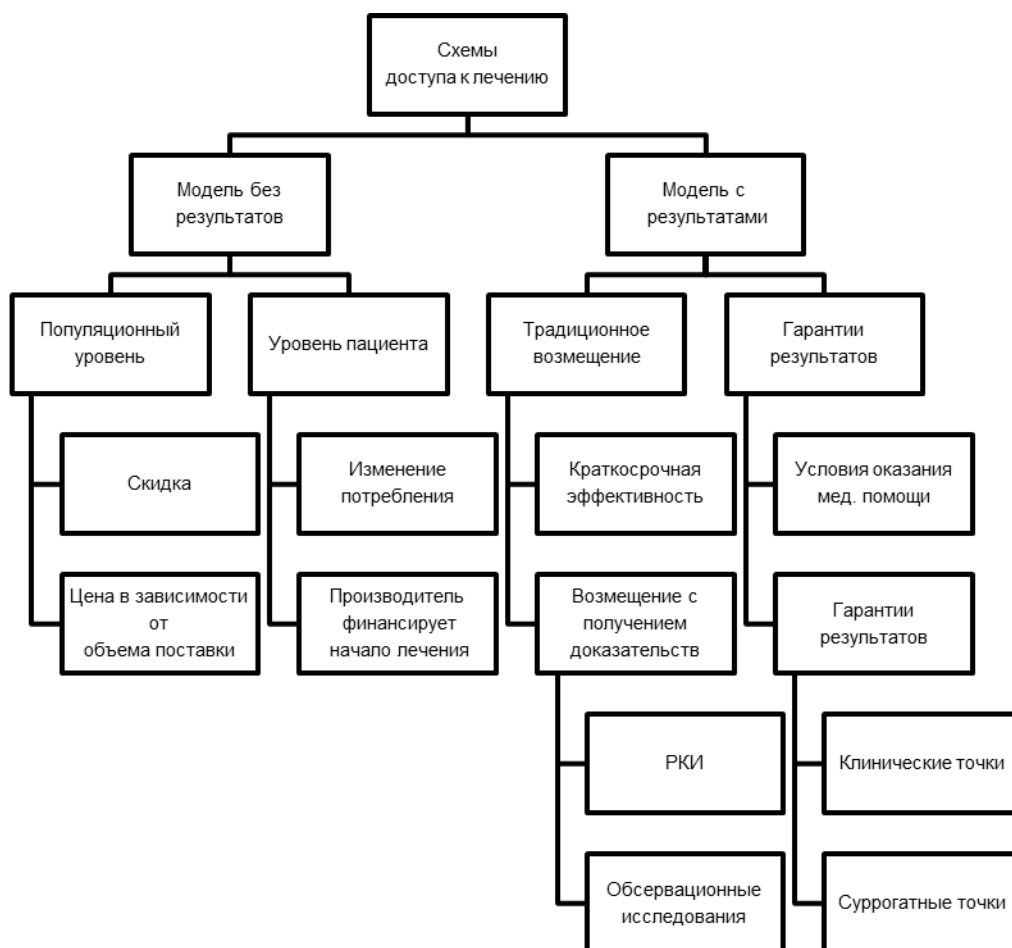 Схемы
доступа к лечению
Модель без
результатов
Модель с
результатами
Популяционный
уровень
Уровень пациента
Традиционное
возмещение
Гарантии
результатов
Скидка
Изменение
потребления
Краткосрочная
эффективность
Условия оказания
мед. помощи
Цена в зависимости
от
объема поставки
Производитель
финансирует
начало лечения
Возмещение с
получением
доказательств
Гарантии
результатов
РКИ
Клинические точки
Обсервационные
исследования
Суррогатные точки